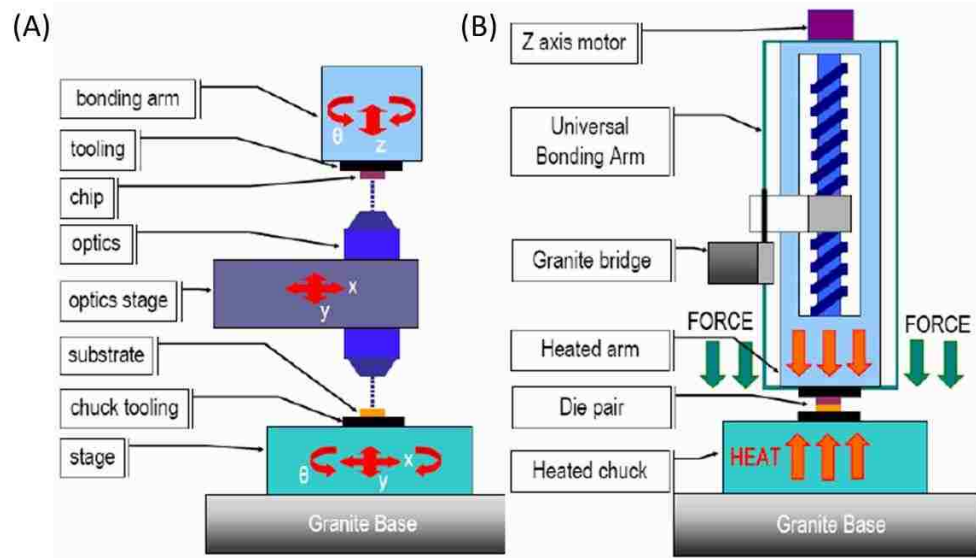 (A)
bonding arm
θ
z
tooling
chip
optics
optics stage
x
y
substrate
chuck tooling
stage
θ
x
y
Granite Base
(B)
Z axis motor
Universal
Bonding Arm
Granite bridge
FORCE
FORCE
Heated arm
Die pair
Heated chuck
HEAT
Granite Base